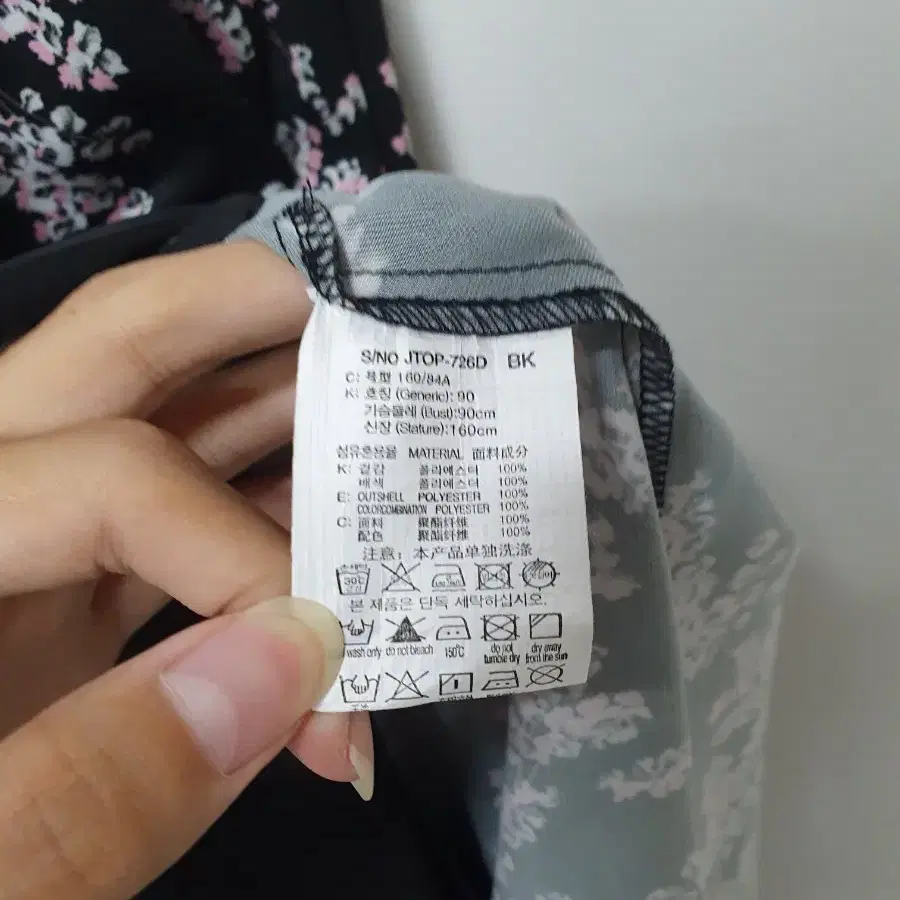 S/NO JTOP-726D BK
C: 号型 160/84A
K: 호칭 (Generic): 90
가슴둘레 (Bust):90cm
신장 (Stature):160cm
섬유혼용율 MATERIAL 面料成分
K: 겉감 폴리에스터 100%
배색 폴리에스터 100%
E: OUTSHELL POLYESTER 100%
COLORCOMBINATION POLYESTER 100%
C: 面料 聚酯纤维 100%
配色 聚酯纤维 100%
注意: 本产品单独洗涤
30℃
본 제품은 단독 세탁하십시오.
wash only do not bleach 150℃ do not tumble dry dry away from the sun